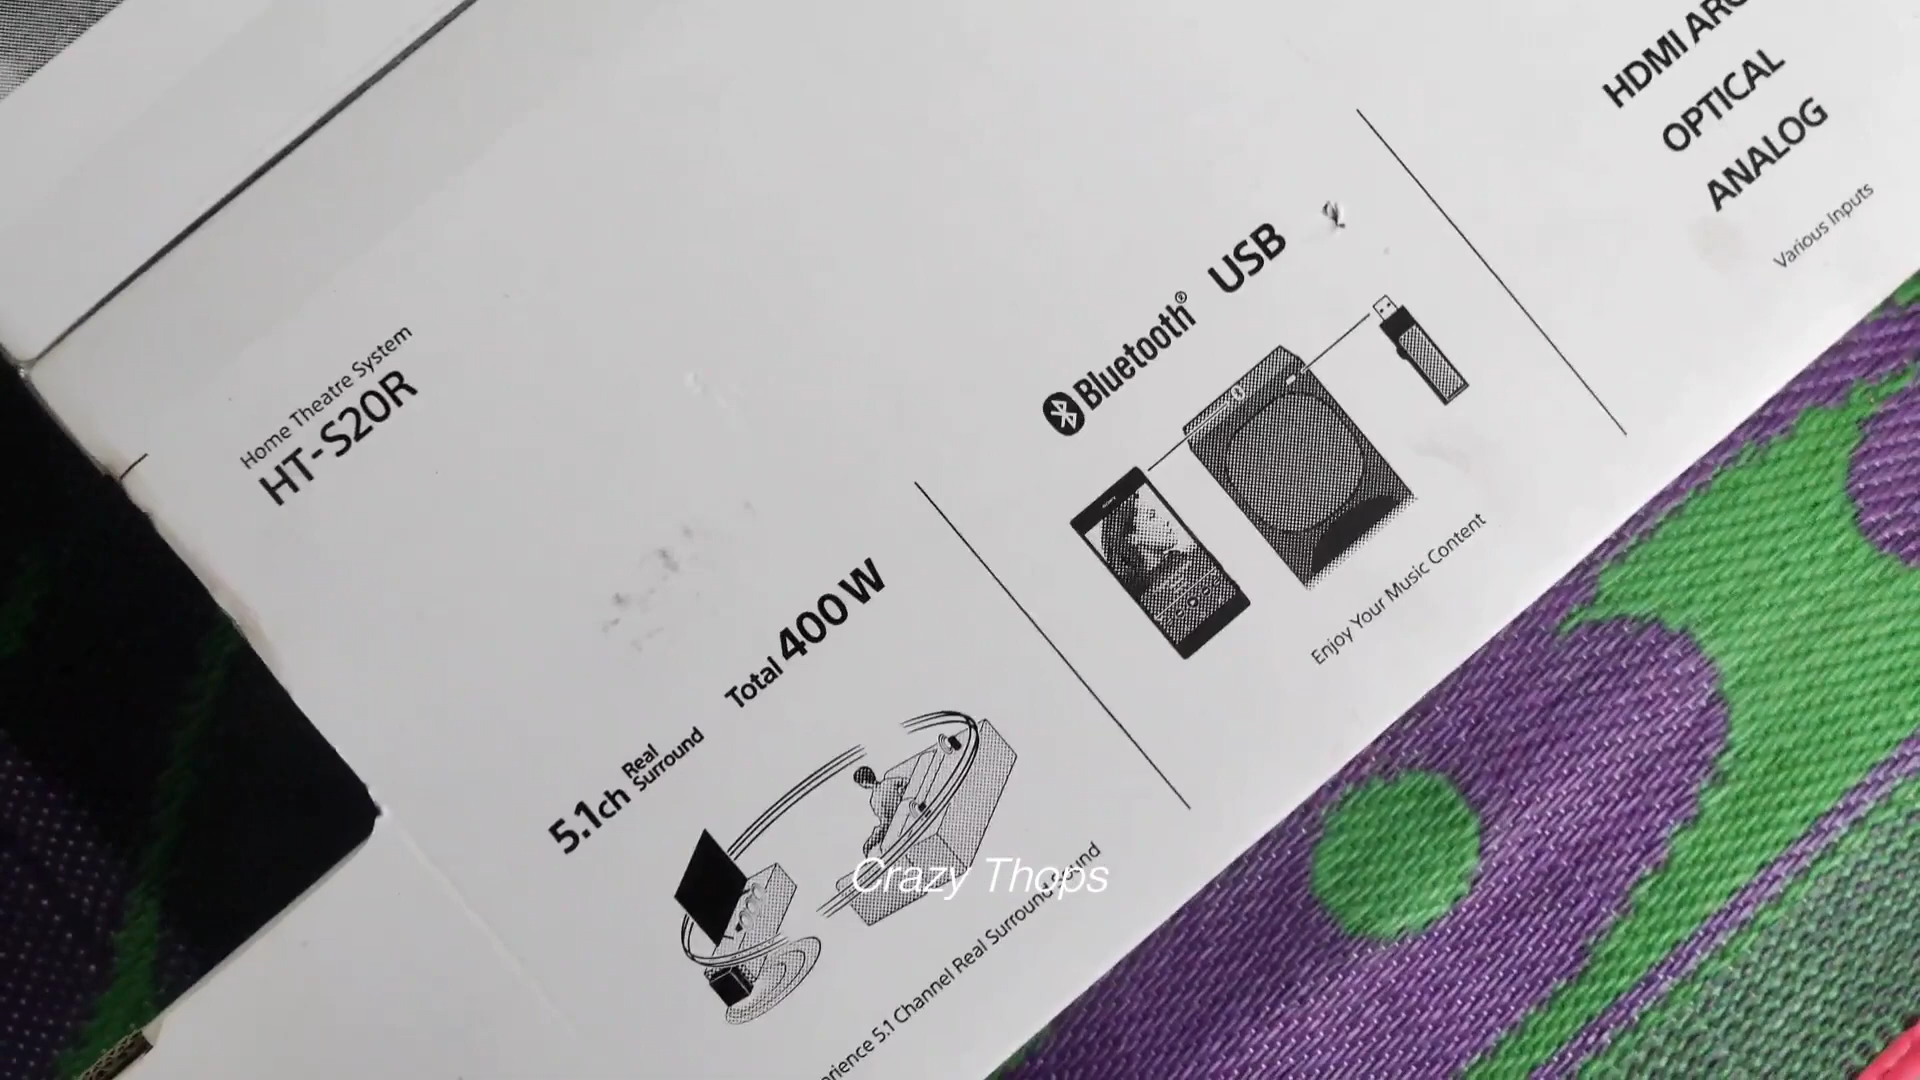 Home Theatre System
HT-S20R
5.1ch Real Surround
Total 400 W
Experience 5.1 Channel Real Surround Sound
Bluetooth® USB
SONY
Enjoy Your Music Content
HDMI ARC
OPTICAL
ANALOG
Various Inputs
Crazy Thops